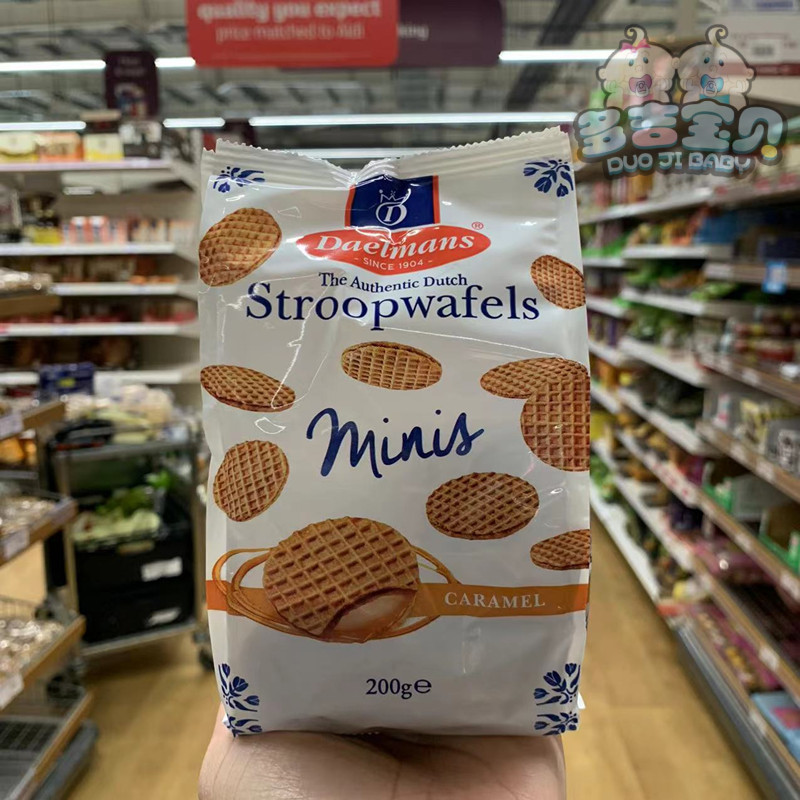 quality you expect
price matched to Aldi
多吉宝贝
DUO JI BABY
D
Daelmans®
- SINCE 1904 -
The Authentic Dutch
Stroopwafels
minis
CARAMEL
200g℮